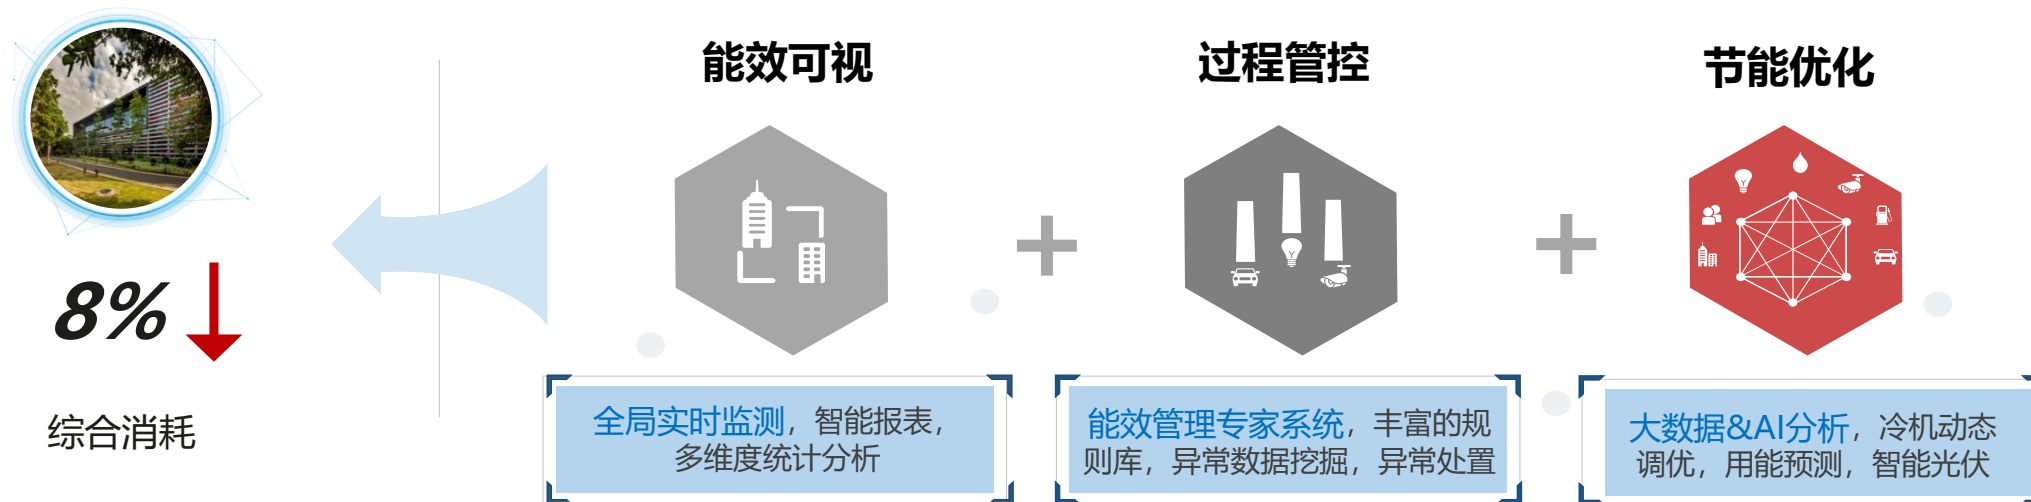 能效可视
过程管控
节能优化
8%
综合消耗
全局实时监测，智能报表，
多维度统计分析
能效管理专家系统，丰富的规
则库，异常数据挖掘，异常处置
大数据&AI分析，冷机动态
调优，用能预测，智能光伏